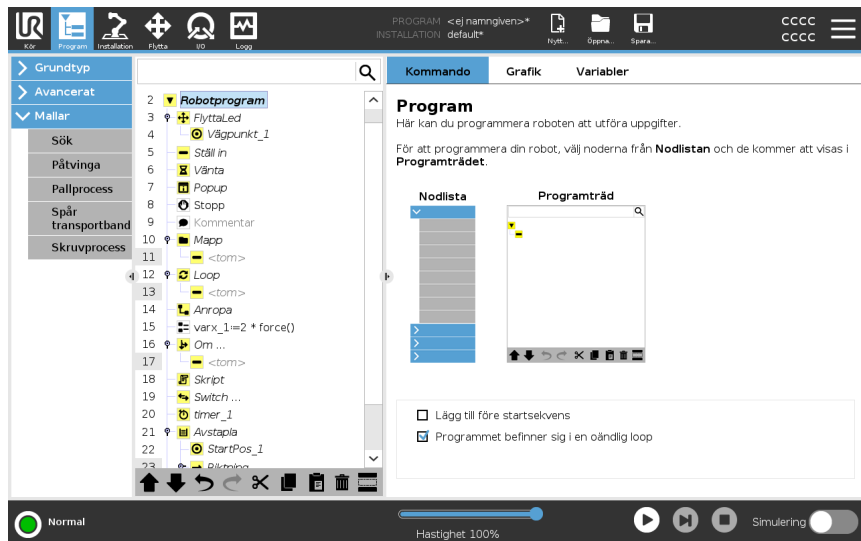 UR
PROGRAM <ej namngiven>*
INSTALLATION default*
CCCC
CCCC
Kör
Program
Installation
Flytta
I/O
Logg
Nytt...
Öppna...
Spara...
Grundtyp
Avancerat
Mallar
Sök
Påtvinga
Pallprocess
Spår
transportband
Skruvprocess
2 Robotprogram
3 FlyttaLed
4 Vägpunkt_1
5 Ställ in
6 Vänta
7 Popup
8 Stopp
9 Kommentar
10 Mapp
11 <tom>
12 Loop
13 <tom>
14 Anropa
15 varx_1:=2 * force()
16 Om ...
17 <tom>
18 Skript
19 Switch ...
20 timer_1
21 Avstapla
22 StartPos_1
23 Riktning
Kommando
Grafik
Variabler
Program
Här kan du programmera roboten att utföra uppgifter.
För att programmera din robot, välj noderna från Nodlistan och de kommer att visas i
Programträdet.
Nodlista
Programträd
Lägg till före startsekvens
Programmet befinner sig i en oändlig loop
Normal
Hastighet 100%
Simulering